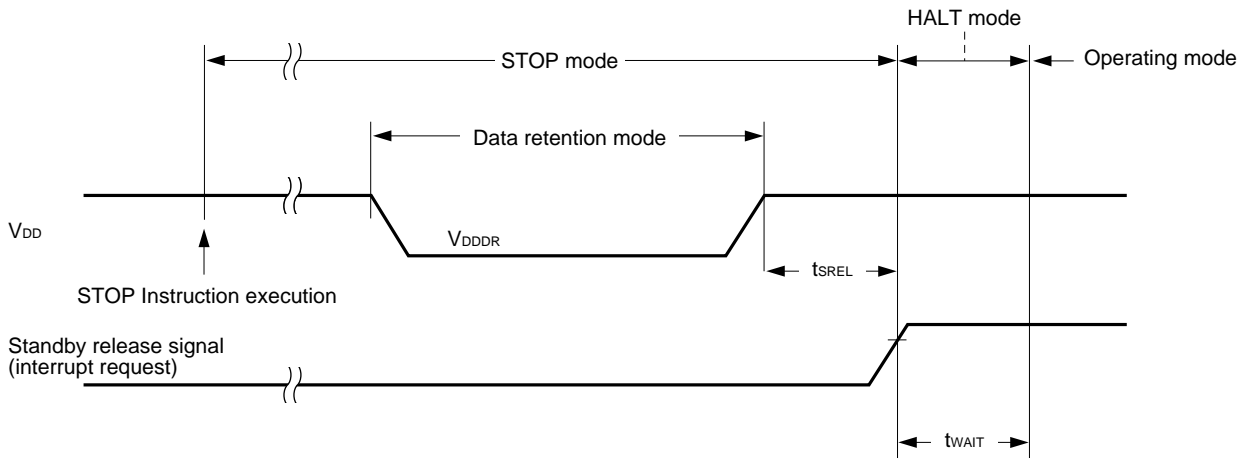 HALT mode
STOP mode
Operating mode
Data retention mode
VDD
VDDDR
tSREL
STOP Instruction execution
Standby release signal
(interrupt request)
tWAIT